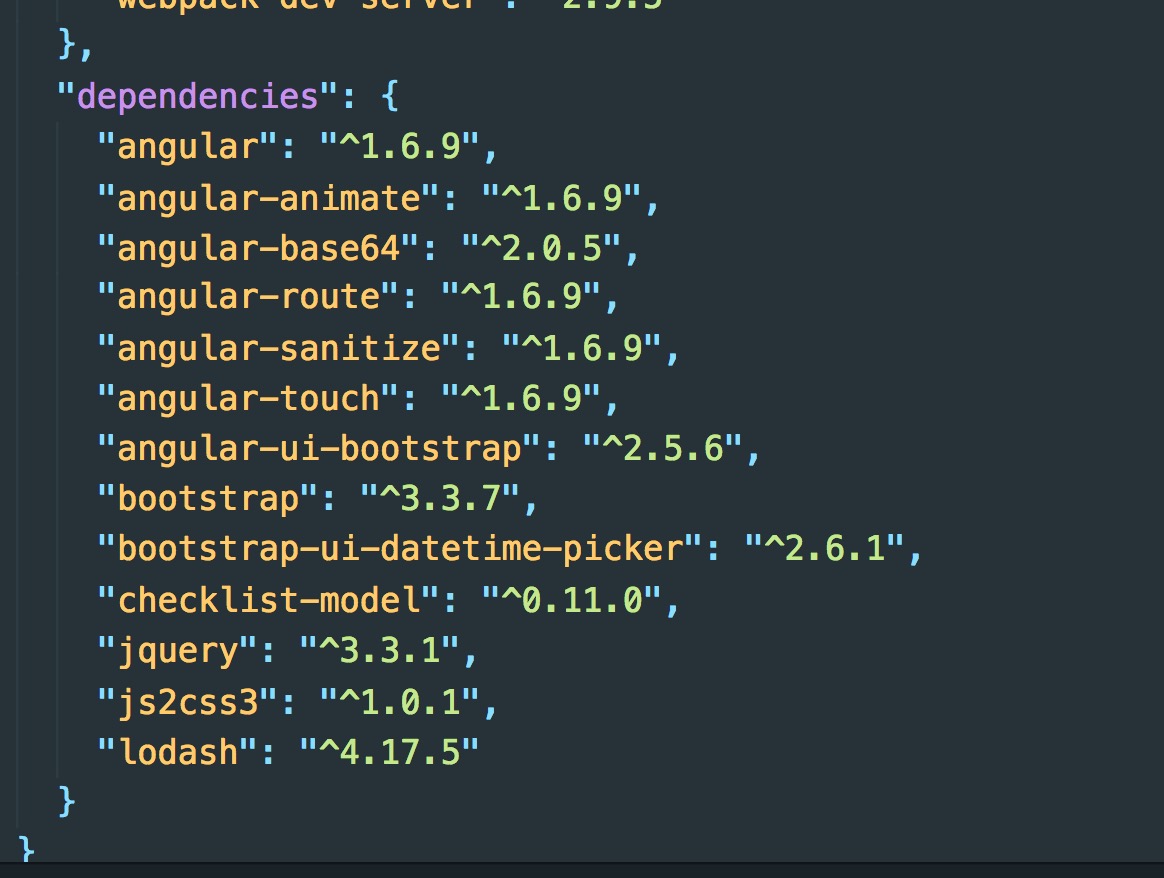 "webpack-dev-server": "^2.9.5"
},
"dependencies": {
"angular": "^1.6.9",
"angular-animate": "^1.6.9",
"angular-base64": "^2.0.5",
"angular-route": "^1.6.9",
"angular-sanitize": "^1.6.9",
"angular-touch": "^1.6.9",
"angular-ui-bootstrap": "^2.5.6",
"bootstrap": "^3.3.7",
"bootstrap-ui-datetime-picker": "^2.6.1",
"checklist-model": "^0.11.0",
"jquery": "^3.3.1",
"js2css3": "^1.0.1",
"lodash": "^4.17.5"
}
}